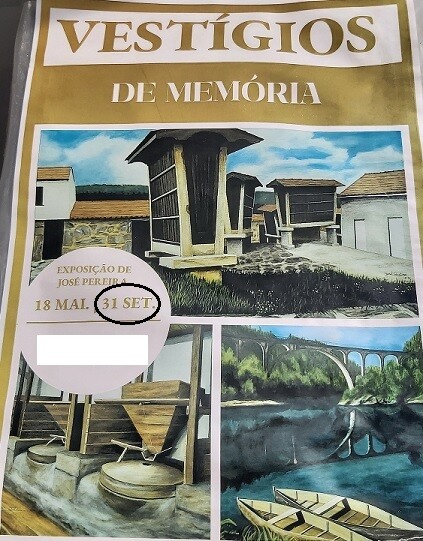 VESTÍGIOS
DE MEMÓRIA
EXPOSIÇÃO DE
JOSÉ PEREIRA
18 MAI. 31 SET.